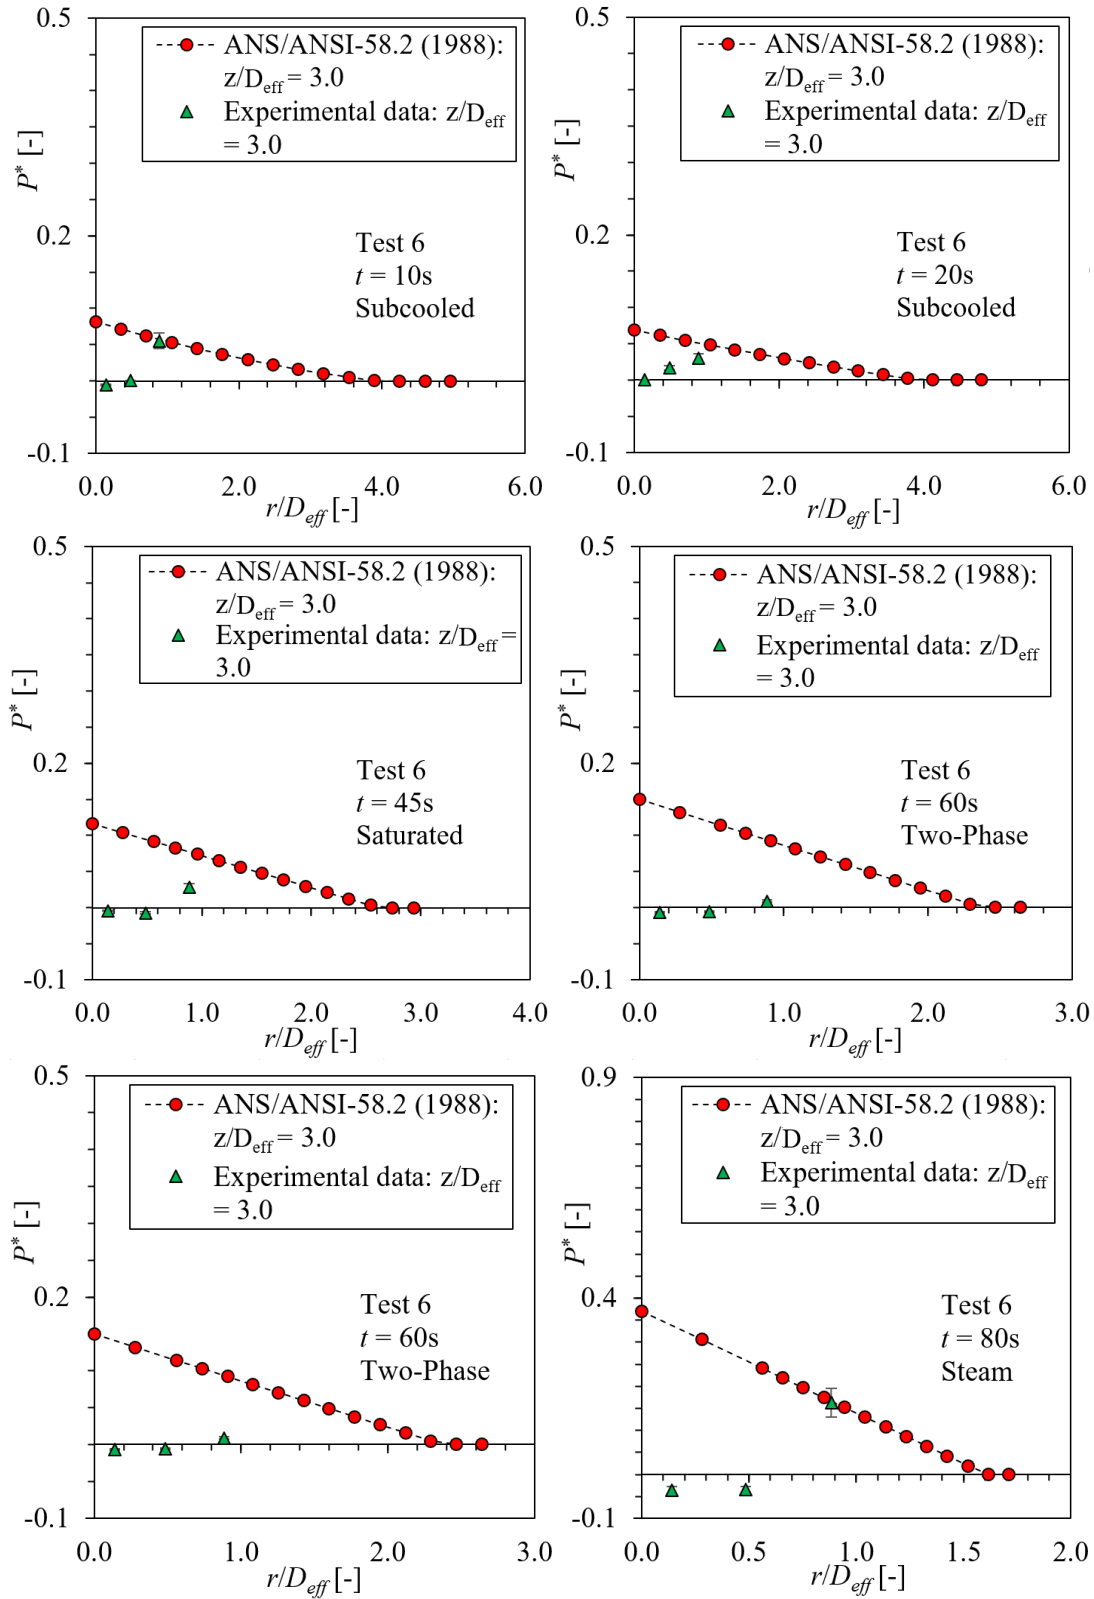 0.5
ANS/ANSI-58.2 (1988):
z/Deff = 3.0
Experimental data: z/Deff
= 3.0
P* [-]
0.2
Test 6
t = 10s
Subcooled
-0.1
0.0 2.0 4.0 6.0
r/Deff [-]
0.5
ANS/ANSI-58.2 (1988):
z/Deff = 3.0
Experimental data: z/Deff
= 3.0
P* [-]
0.2
Test 6
t = 20s
Subcooled
-0.1
0.0 2.0 4.0 6.0
r/Deff [-]
0.5
ANS/ANSI-58.2 (1988):
z/Deff = 3.0
Experimental data: z/Deff =
3.0
P* [-]
0.2
Test 6
t = 45s
Saturated
-0.1
0.0 1.0 2.0 3.0 4.0
r/Deff [-]
0.5
ANS/ANSI-58.2 (1988):
z/Deff = 3.0
Experimental data: z/Deff
= 3.0
P* [-]
0.2
Test 6
t = 60s
Two-Phase
-0.1
0.0 1.0 2.0 3.0
r/Deff [-]
0.5
ANS/ANSI-58.2 (1988):
z/Deff = 3.0
Experimental data: z/Deff
= 3.0
P* [-]
0.2
Test 6
t = 60s
Two-Phase
-0.1
0.0 1.0 2.0 3.0
r/Deff [-]
0.9
ANS/ANSI-58.2 (1988):
z/Deff = 3.0
Experimental data: z/Deff
= 3.0
P* [-]
0.4
Test 6
t = 80s
Steam
-0.1
0.0 0.5 1.0 1.5 2.0
r/Deff [-]